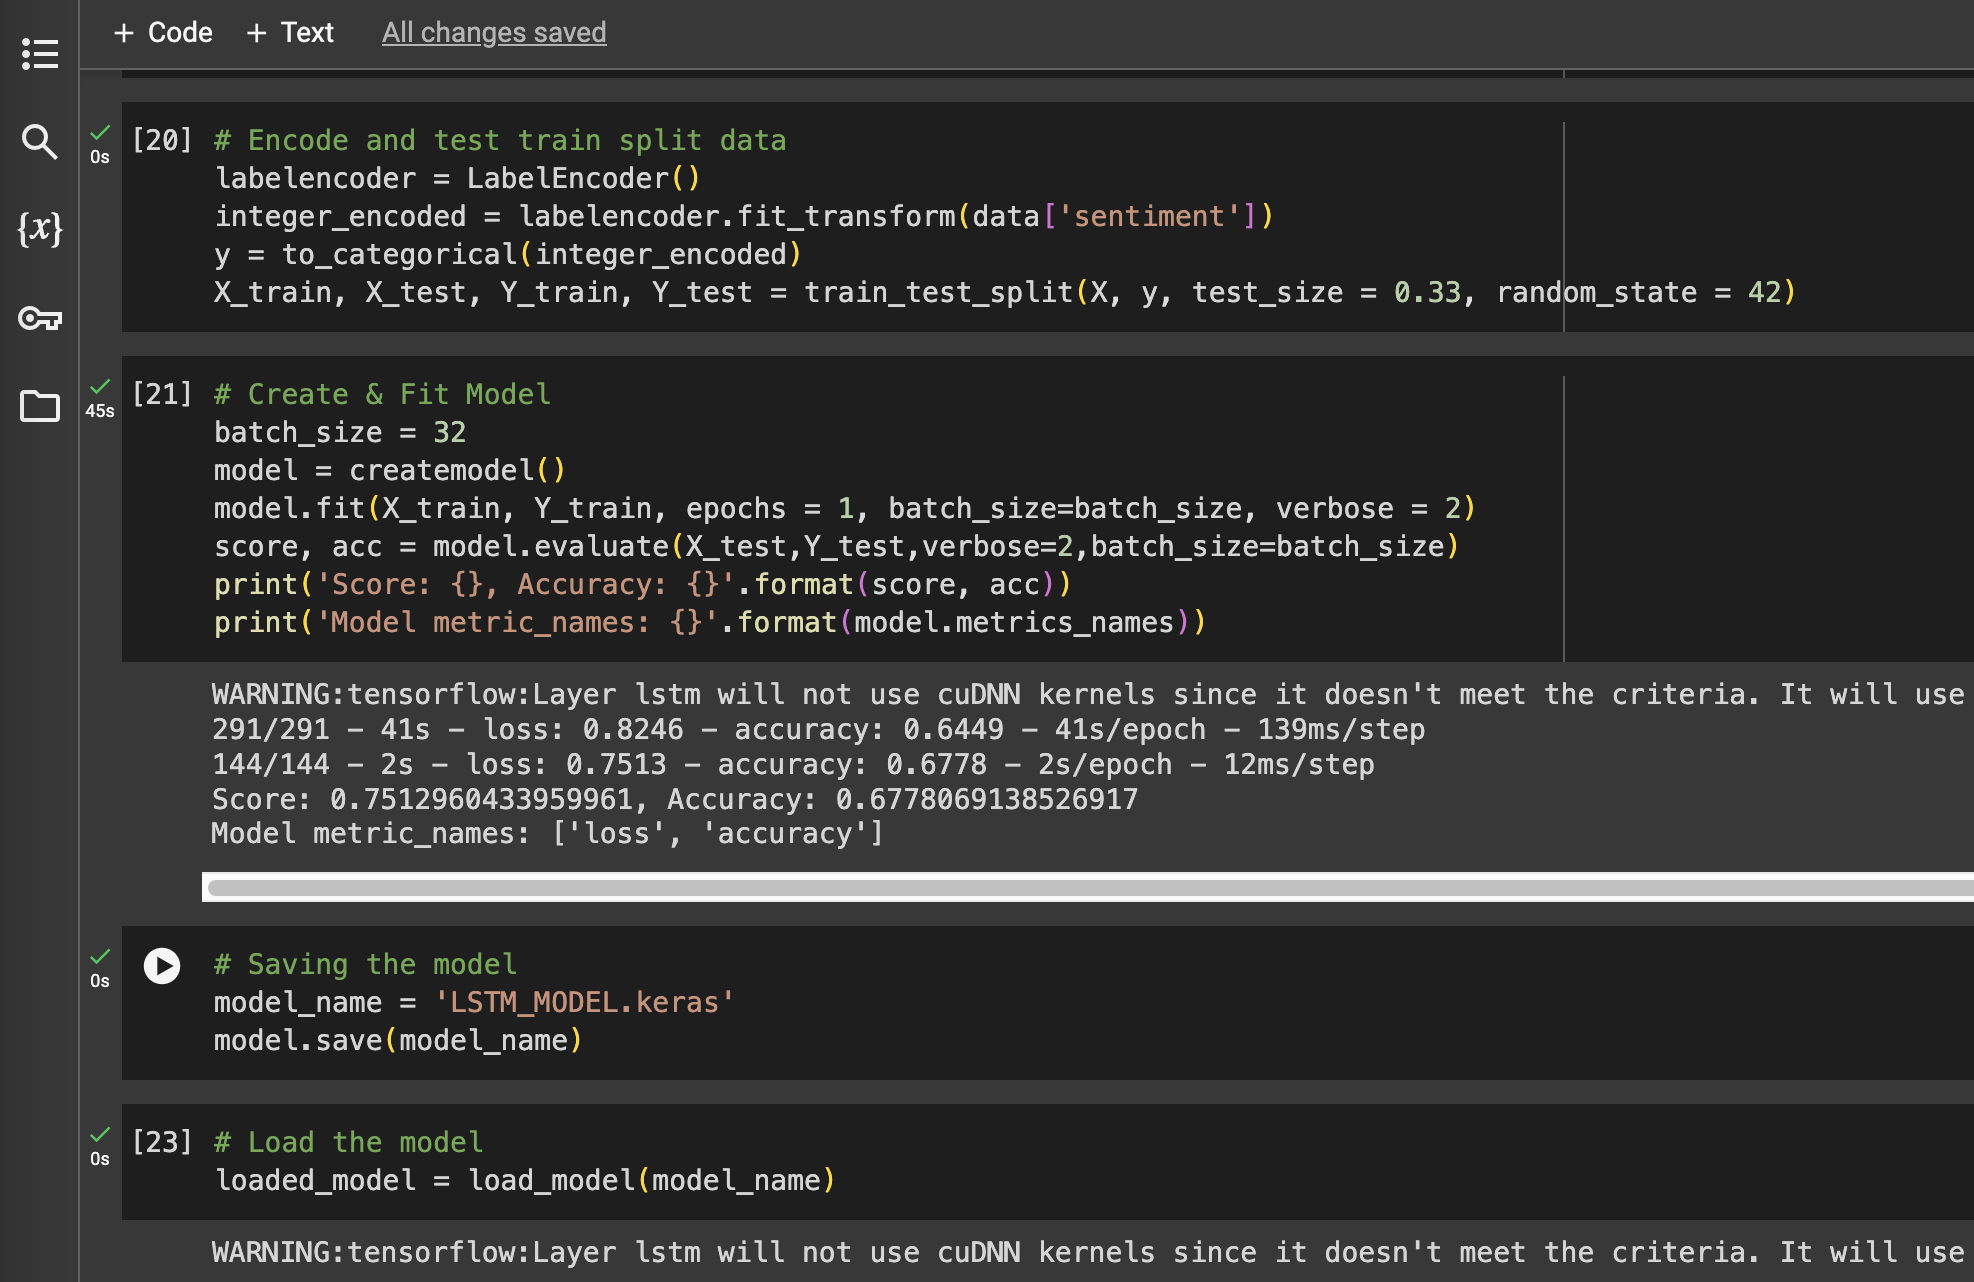 + Code + Text All changes saved
{x}
0s
[20] # Encode and test train split data
labelencoder = LabelEncoder()
integer_encoded = labelencoder.fit_transform(data['sentiment'])
y = to_categorical(integer_encoded)
X_train, X_test, Y_train, Y_test = train_test_split(X, y, test_size = 0.33, random_state = 42)
45s
[21] # Create & Fit Model
batch_size = 32
model = createmodel()
model.fit(X_train, Y_train, epochs = 1, batch_size=batch_size, verbose = 2)
score, acc = model.evaluate(X_test,Y_test,verbose=2,batch_size=batch_size)
print('Score: {}, Accuracy: {}'.format(score, acc))
print('Model metric_names: {}'.format(model.metrics_names))
WARNING:tensorflow:Layer lstm will not use cuDNN kernels since it doesn't meet the criteria. It will use
291/291 - 41s - loss: 0.8246 - accuracy: 0.6449 - 41s/epoch - 139ms/step
144/144 - 2s - loss: 0.7513 - accuracy: 0.6778 - 2s/epoch - 12ms/step
Score: 0.7512960433959961, Accuracy: 0.6778069138526917
Model metric_names: ['loss', 'accuracy']
0s
# Saving the model
model_name = 'LSTM_MODEL.keras'
model.save(model_name)
0s
[23] # Load the model
loaded_model = load_model(model_name)
WARNING:tensorflow:Layer lstm will not use cuDNN kernels since it doesn't meet the criteria. It will use